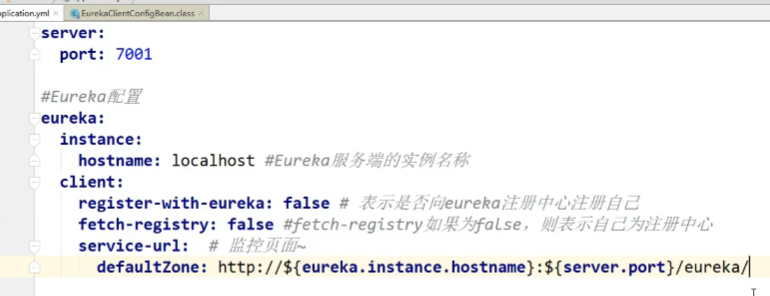 plication.yml EurekaClientConfigBean.class
server:
port: 7001
#Eureka配置
eureka:
instance:
hostname: localhost #Eureka服务端的实例名称
client:
register-with-eureka: false # 表示是否向eureka注册中心注册自己
fetch-registry: false #fetch-registry如果为false，则表示自己为注册中心
service-url: # 监控页面~
defaultZone: http://${eureka.instance.hostname}:${server.port}/eureka/